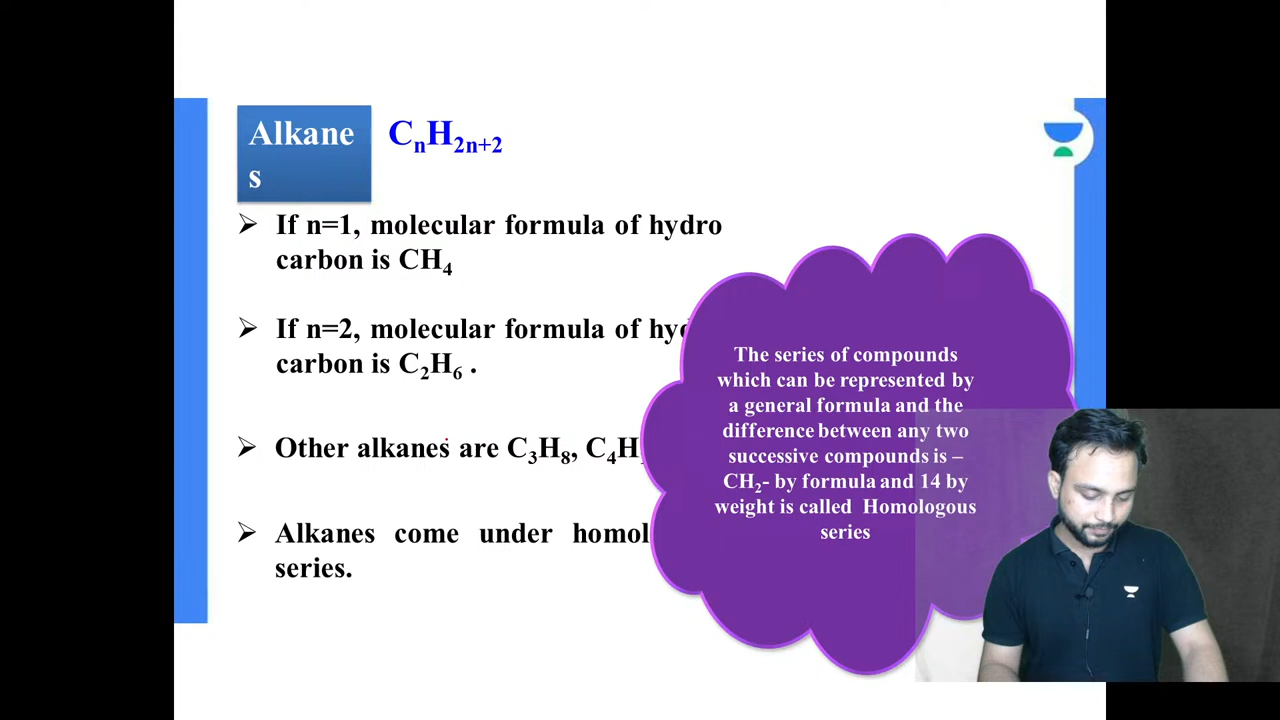 Alkane
s
CₙH₂ₙ₊₂
➢ If n=1, molecular formula of hydro
carbon is CH₄
➢ If n=2, molecular formula of
carbon is C₂H₆ .
➢ Other alkanes are C₃H₈, C₄H
➢ Alkanes come under
series.
The series of compounds
which can be represented by
a general formula and the
difference between any two
successive compounds is –
CH₂- by formula and 14 by
weight is called Homologous
series